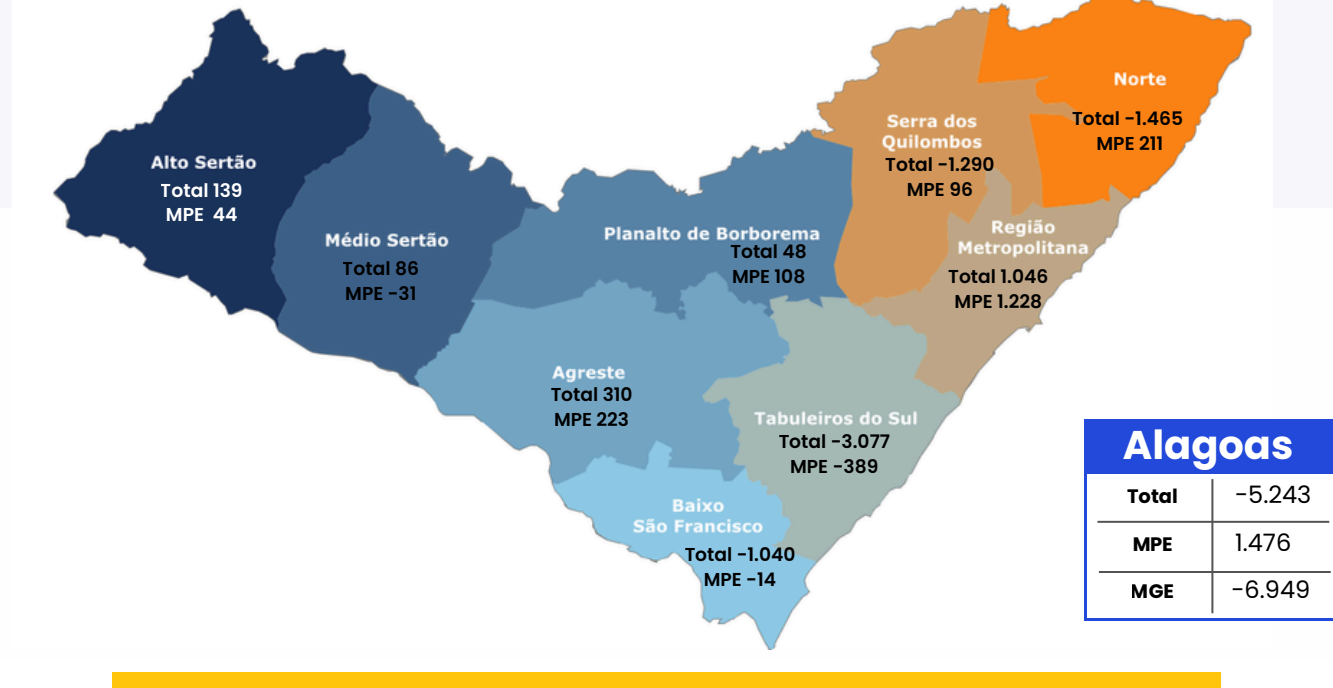 Norte
Total -1.465
MPE 211
Serra dos
Quilombos
Total -1.290
MPE 96
Alto Sertão
Total 139
MPE 44
Médio Sertão
Total 86
MPE -31
Planalto de Borborema
Total 48
MPE 108
Região
Metropolitana
Total 1.046
MPE 1.228
Agreste
Total 310
MPE 223
Tabuleiros do Sul
Total -3.077
MPE -389
Baixo
São Francisco
Total -1.040
MPE -14
Alagoas
Total -5.243
MPE 1.476
MGE -6.949